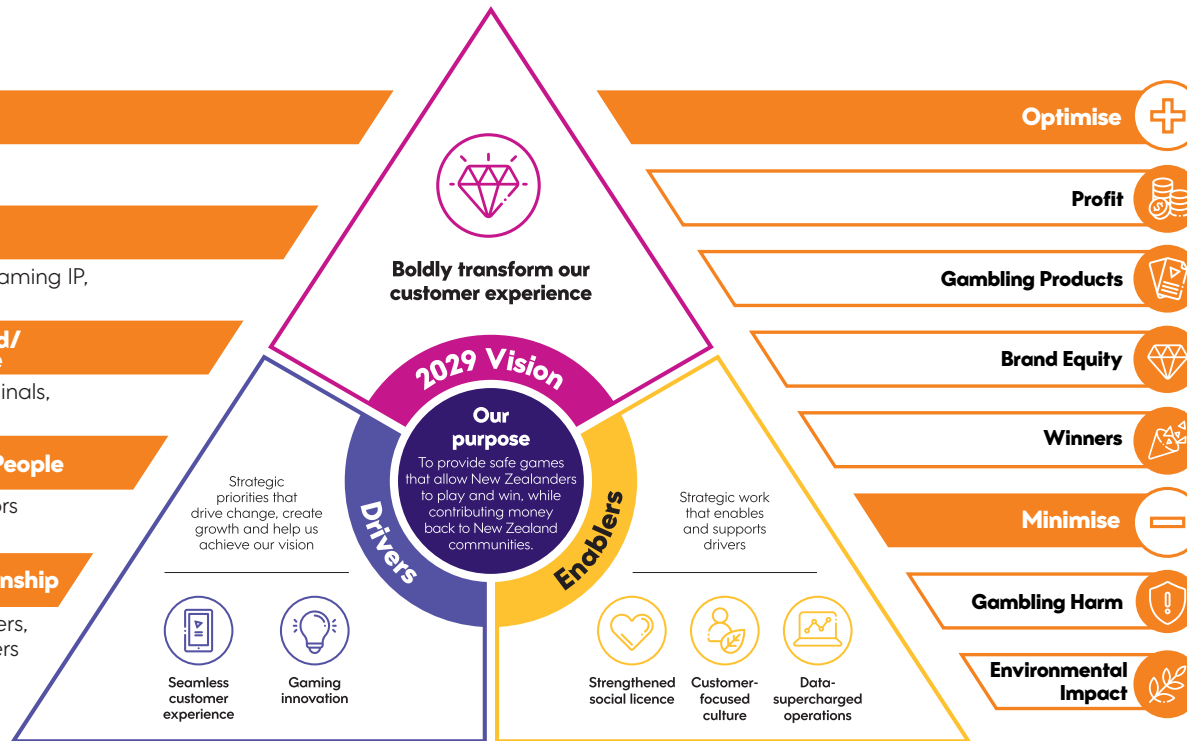 aming IP,
d/
e
inals,
People
ors
nship
ers,
ers
Boldly transform our
customer experience
2029 Vision
Our
purpose
To provide safe games
that allow New Zealanders
to play and win, while
contributing money
back to New Zealand
communities.
Drivers
Strategic
priorities that
drive change, create
growth and help us
achieve our vision
Seamless
customer
experience
Gaming
innovation
Enablers
Strategic work
that enables
and supports
drivers
Strengthened
social licence
Customer-
focused
culture
Data-
supercharged
operations
Optimise
Profit
Gambling Products
Brand Equity
Winners
Minimise
Gambling Harm
Environmental
Impact